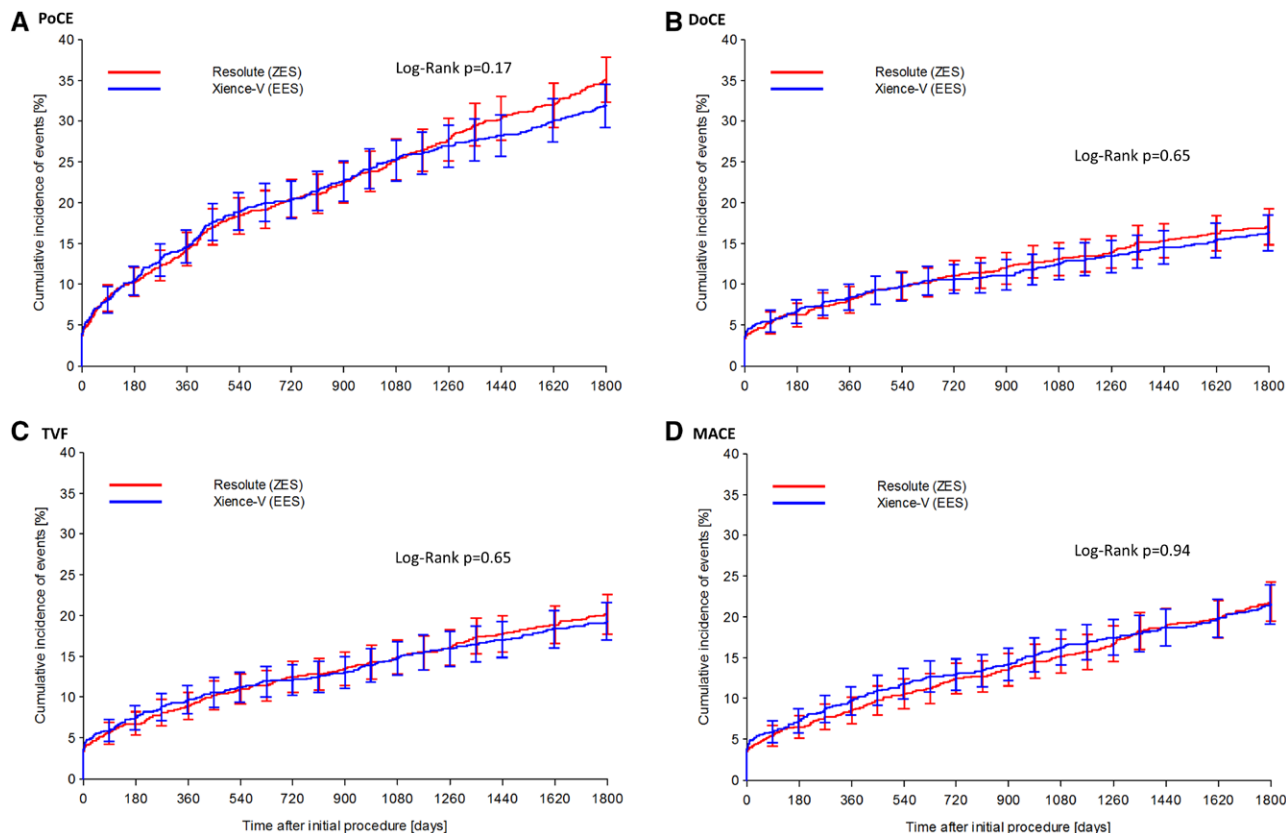 A PoCE
Cumulative incidence of events [%]
40
35
30
25
20
15
10
5
0
Resolute (ZES)
Xience-V (EES)
Log-Rank p=0.17
0 180 360 540 720 900 1080 1260 1440 1620 1800
B DoCE
Cumulative incidence of events [%]
40
35
30
25
20
15
10
5
0
Resolute (ZES)
Xience-V (EES)
Log-Rank p=0.65
0 180 360 540 720 900 1080 1260 1440 1620 1800
C TVF
Cumulative incidence of events [%]
40
35
30
25
20
15
10
5
0
Resolute (ZES)
Xience-V (EES)
Log-Rank p=0.65
0 180 360 540 720 900 1080 1260 1440 1620 1800
Time after initial procedure [days]
D MACE
Cumulative incidence of events [%]
40
35
30
25
20
15
10
5
0
Resolute (ZES)
Xience-V (EES)
Log-Rank p=0.94
0 180 360 540 720 900 1080 1260 1440 1620 1800
Time after initial procedure [days]